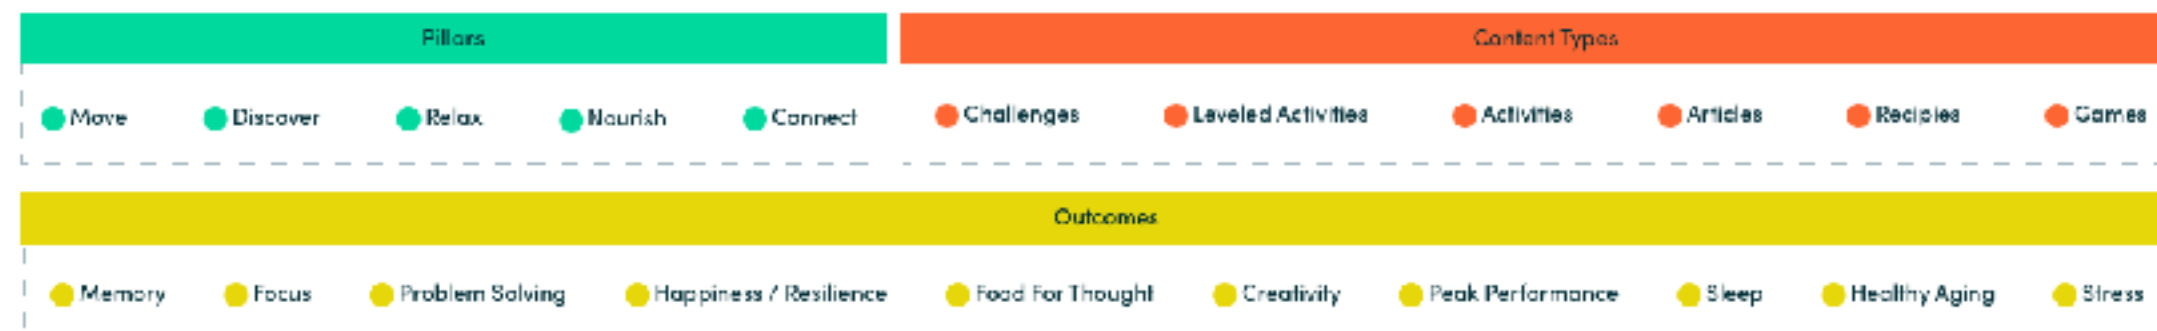 Pillars Content Types
Move Discover Relax Nourish Connect Challenges Leveled Activities Activities Articles Recipies Games
Outcomes
Memory Focus Problem Solving Happiness / Resilience Food For Thought Creativity Peak Performance Sleep Healthy Aging Stress